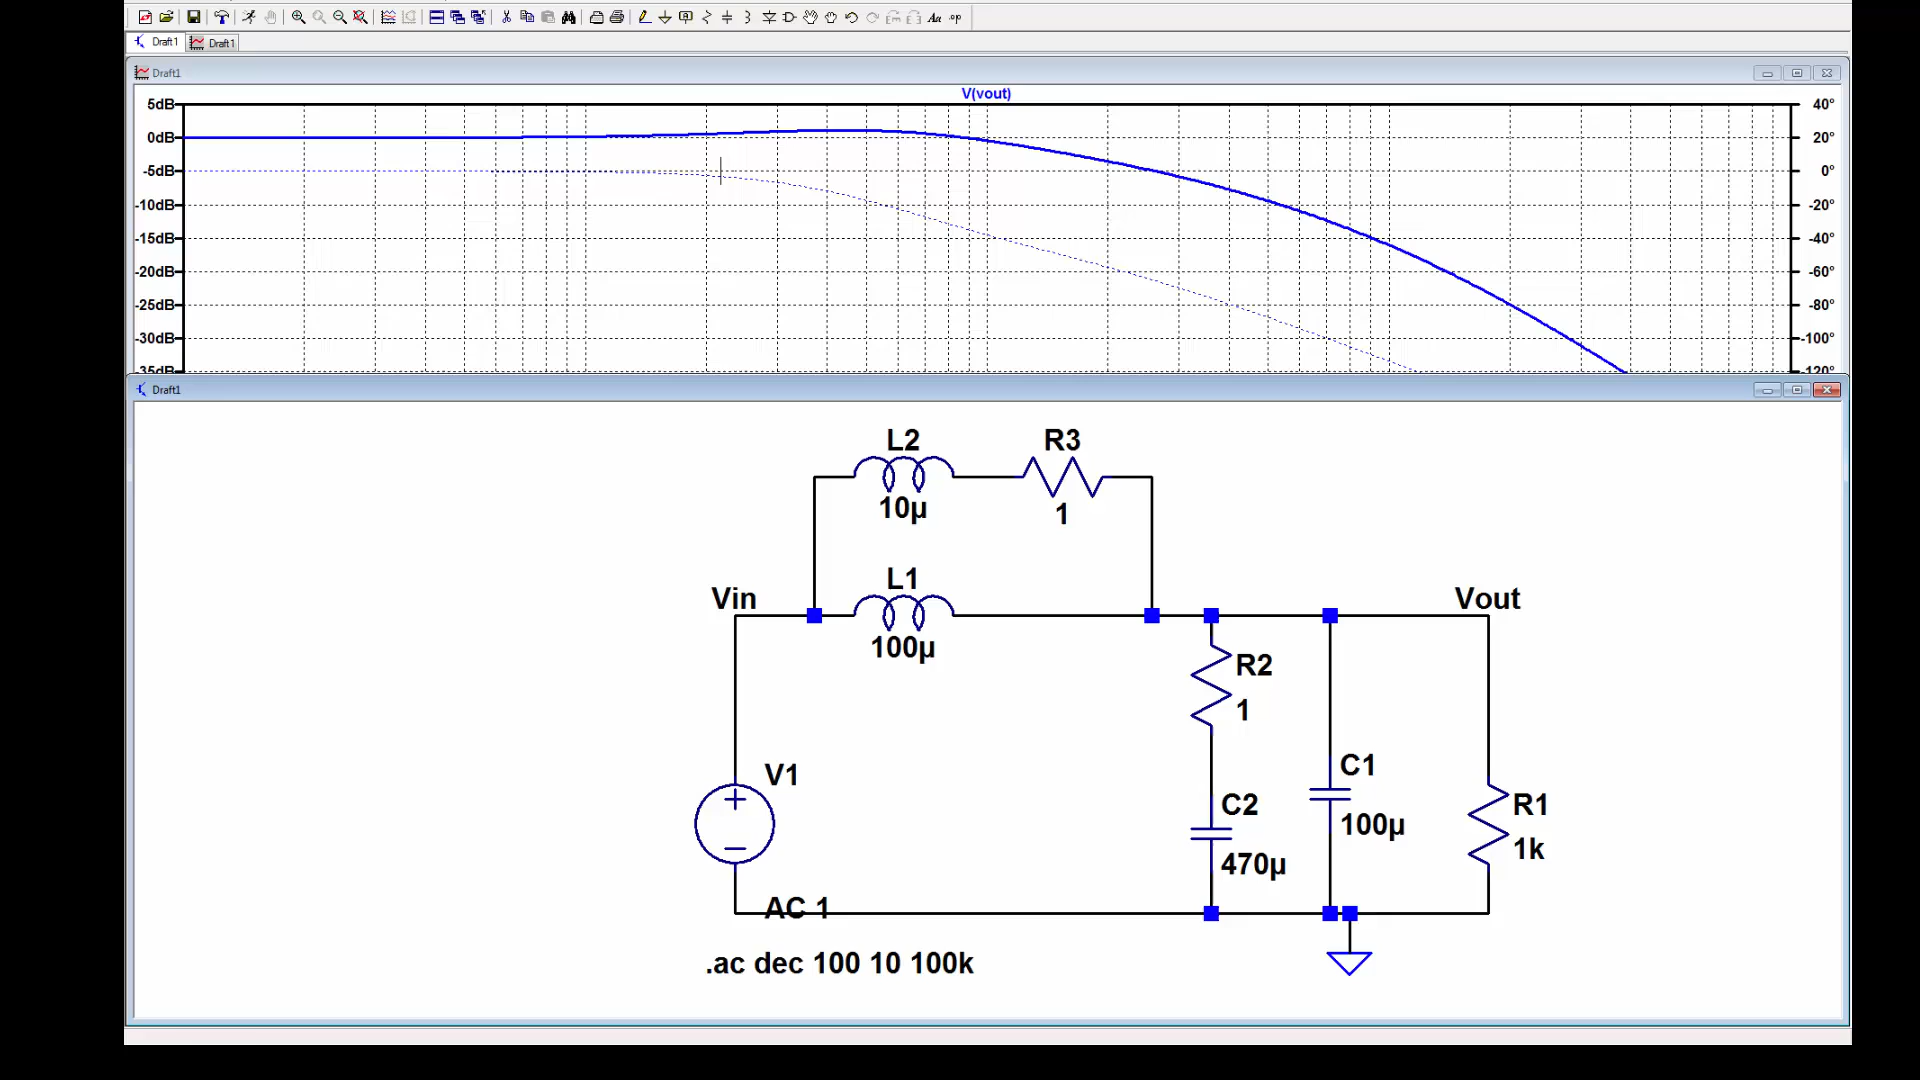 Draft1 Draft1
Draft1
V(vout)
5dB 40°
0dB 20°
-5dB 0°
-10dB -20°
-15dB -40°
-20dB -60°
-25dB -80°
-30dB -100°
-35dB -120°
Draft1
L2 R3
10µ 1
L1
Vin Vout
100µ
R2
1
V1
C1
C2 R1
100µ
1k
470µ
AC 1
.ac dec 100 10 100k